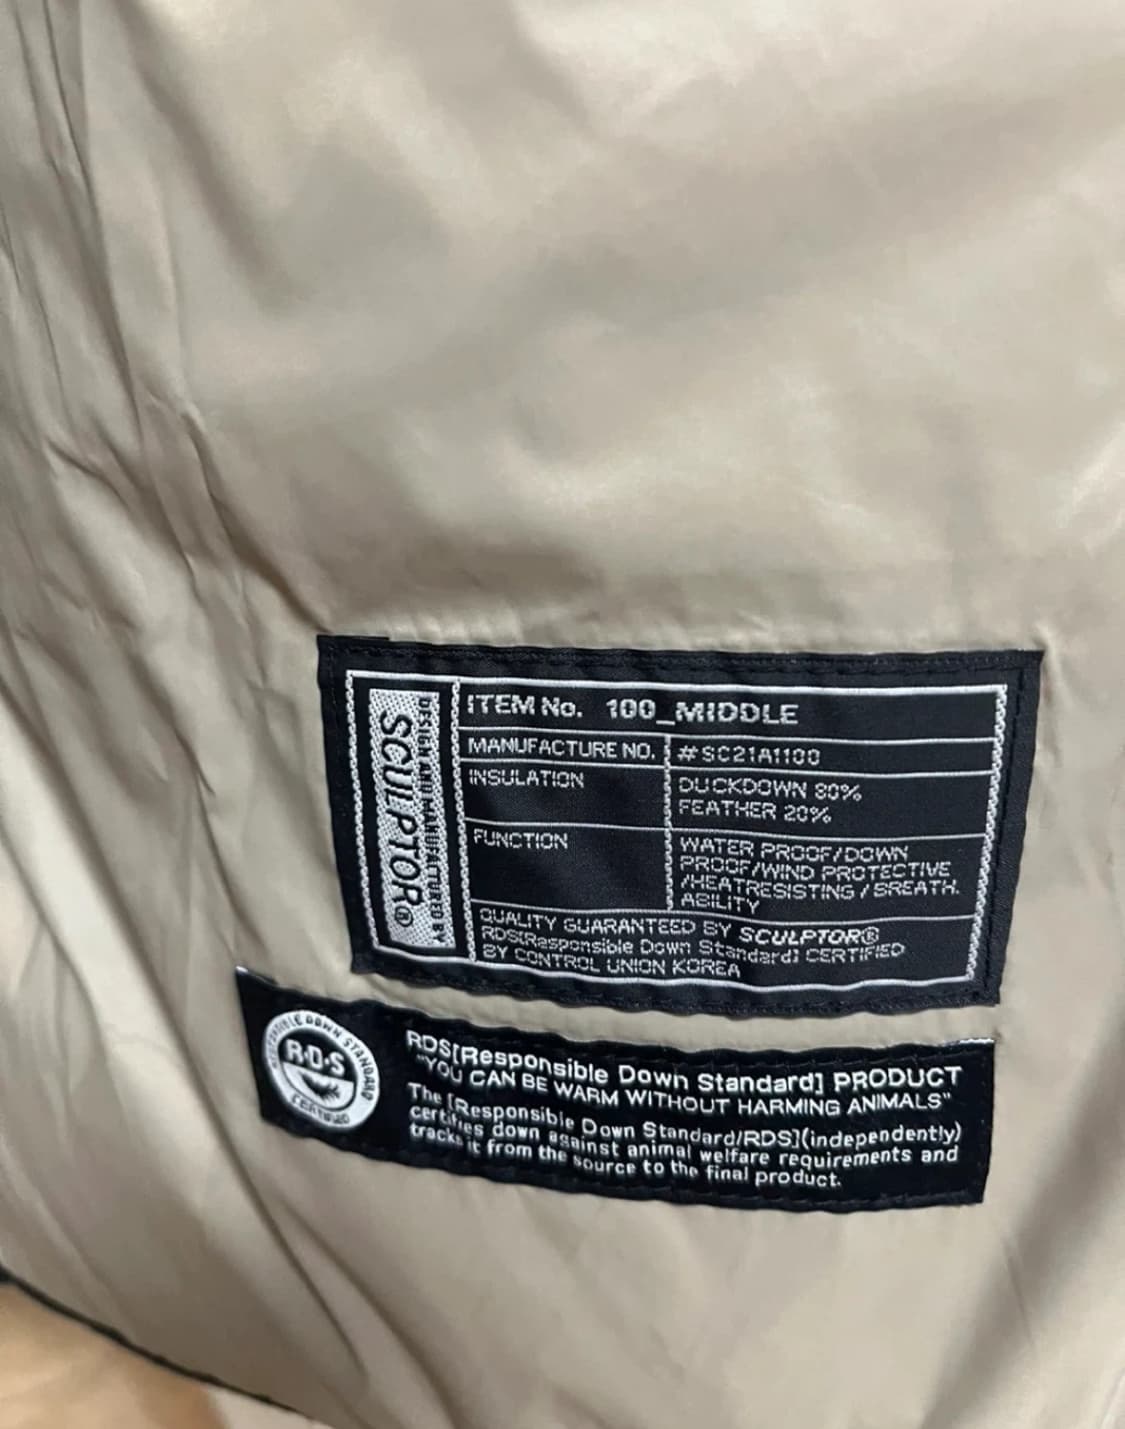 DESIGN AND MANUFACTURED BY
SCULPTOR®
ITEM No. 100_MIDDLE
MANUFACTURE NO. #SC21A1100
INSULATION
DUCKDOWN 80%
FEATHER 20%
FUNCTION
WATER PROOF/DOWN
PROOF/WIND PROTECTIVE
/HEATRESISTING / BREATH.
ABILITY
QUALITY GUARANTEED BY SCULPTOR®
RDS[Responsible Down Standard] CERTIFIED
BY CONTROL UNION KOREA
RESPONSIBLE DOWN STANDARD
R·D·S
CERTIFIED
RDS[Responsible Down Standard] PRODUCT
"YOU CAN BE WARM WITHOUT HARMING ANIMALS"
The [Responsible Down Standard/RDS](independently)
certifies down against animal welfare requirements and
tracks it from the source to the final product.